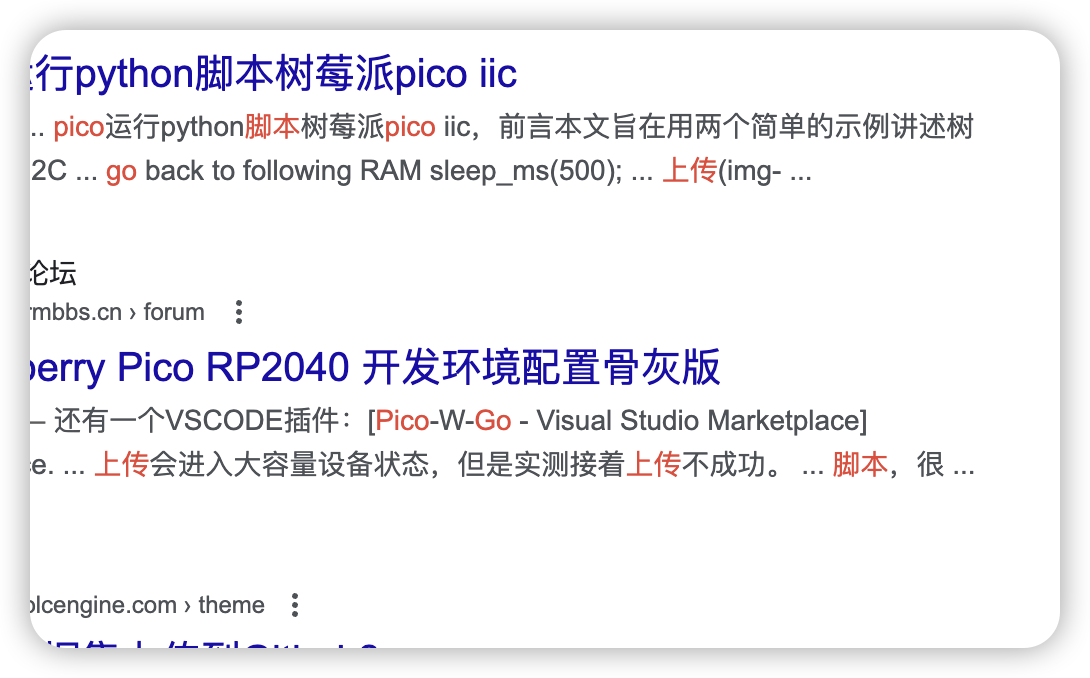 行python脚本树莓派pico iic
.. pico运行python脚本树莓派pico iic，前言本文旨在用两个简单的示例讲述树
2C ... go back to following RAM sleep_ms(500); ... 上传(img- ...
论坛
rmbbs.cn › forum
berry Pico RP2040 开发环境配置骨灰版
– 还有一个VSCODE插件：[Pico-W-Go - Visual Studio Marketplace]
ce. ... 上传会进入大容量设备状态，但是实测接着上传不成功。 ... 脚本，很 ...
olcengine.com › theme